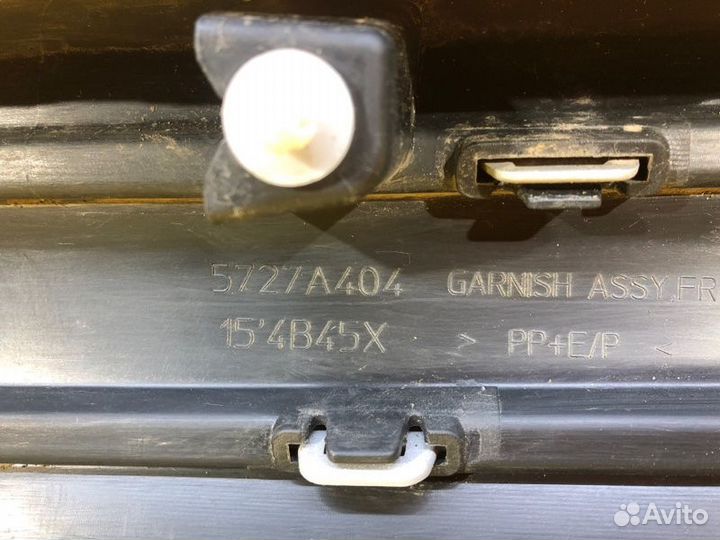 5727A404 GARNISH ASSY,FR
15'4B45X > PP+E/P <
Avito